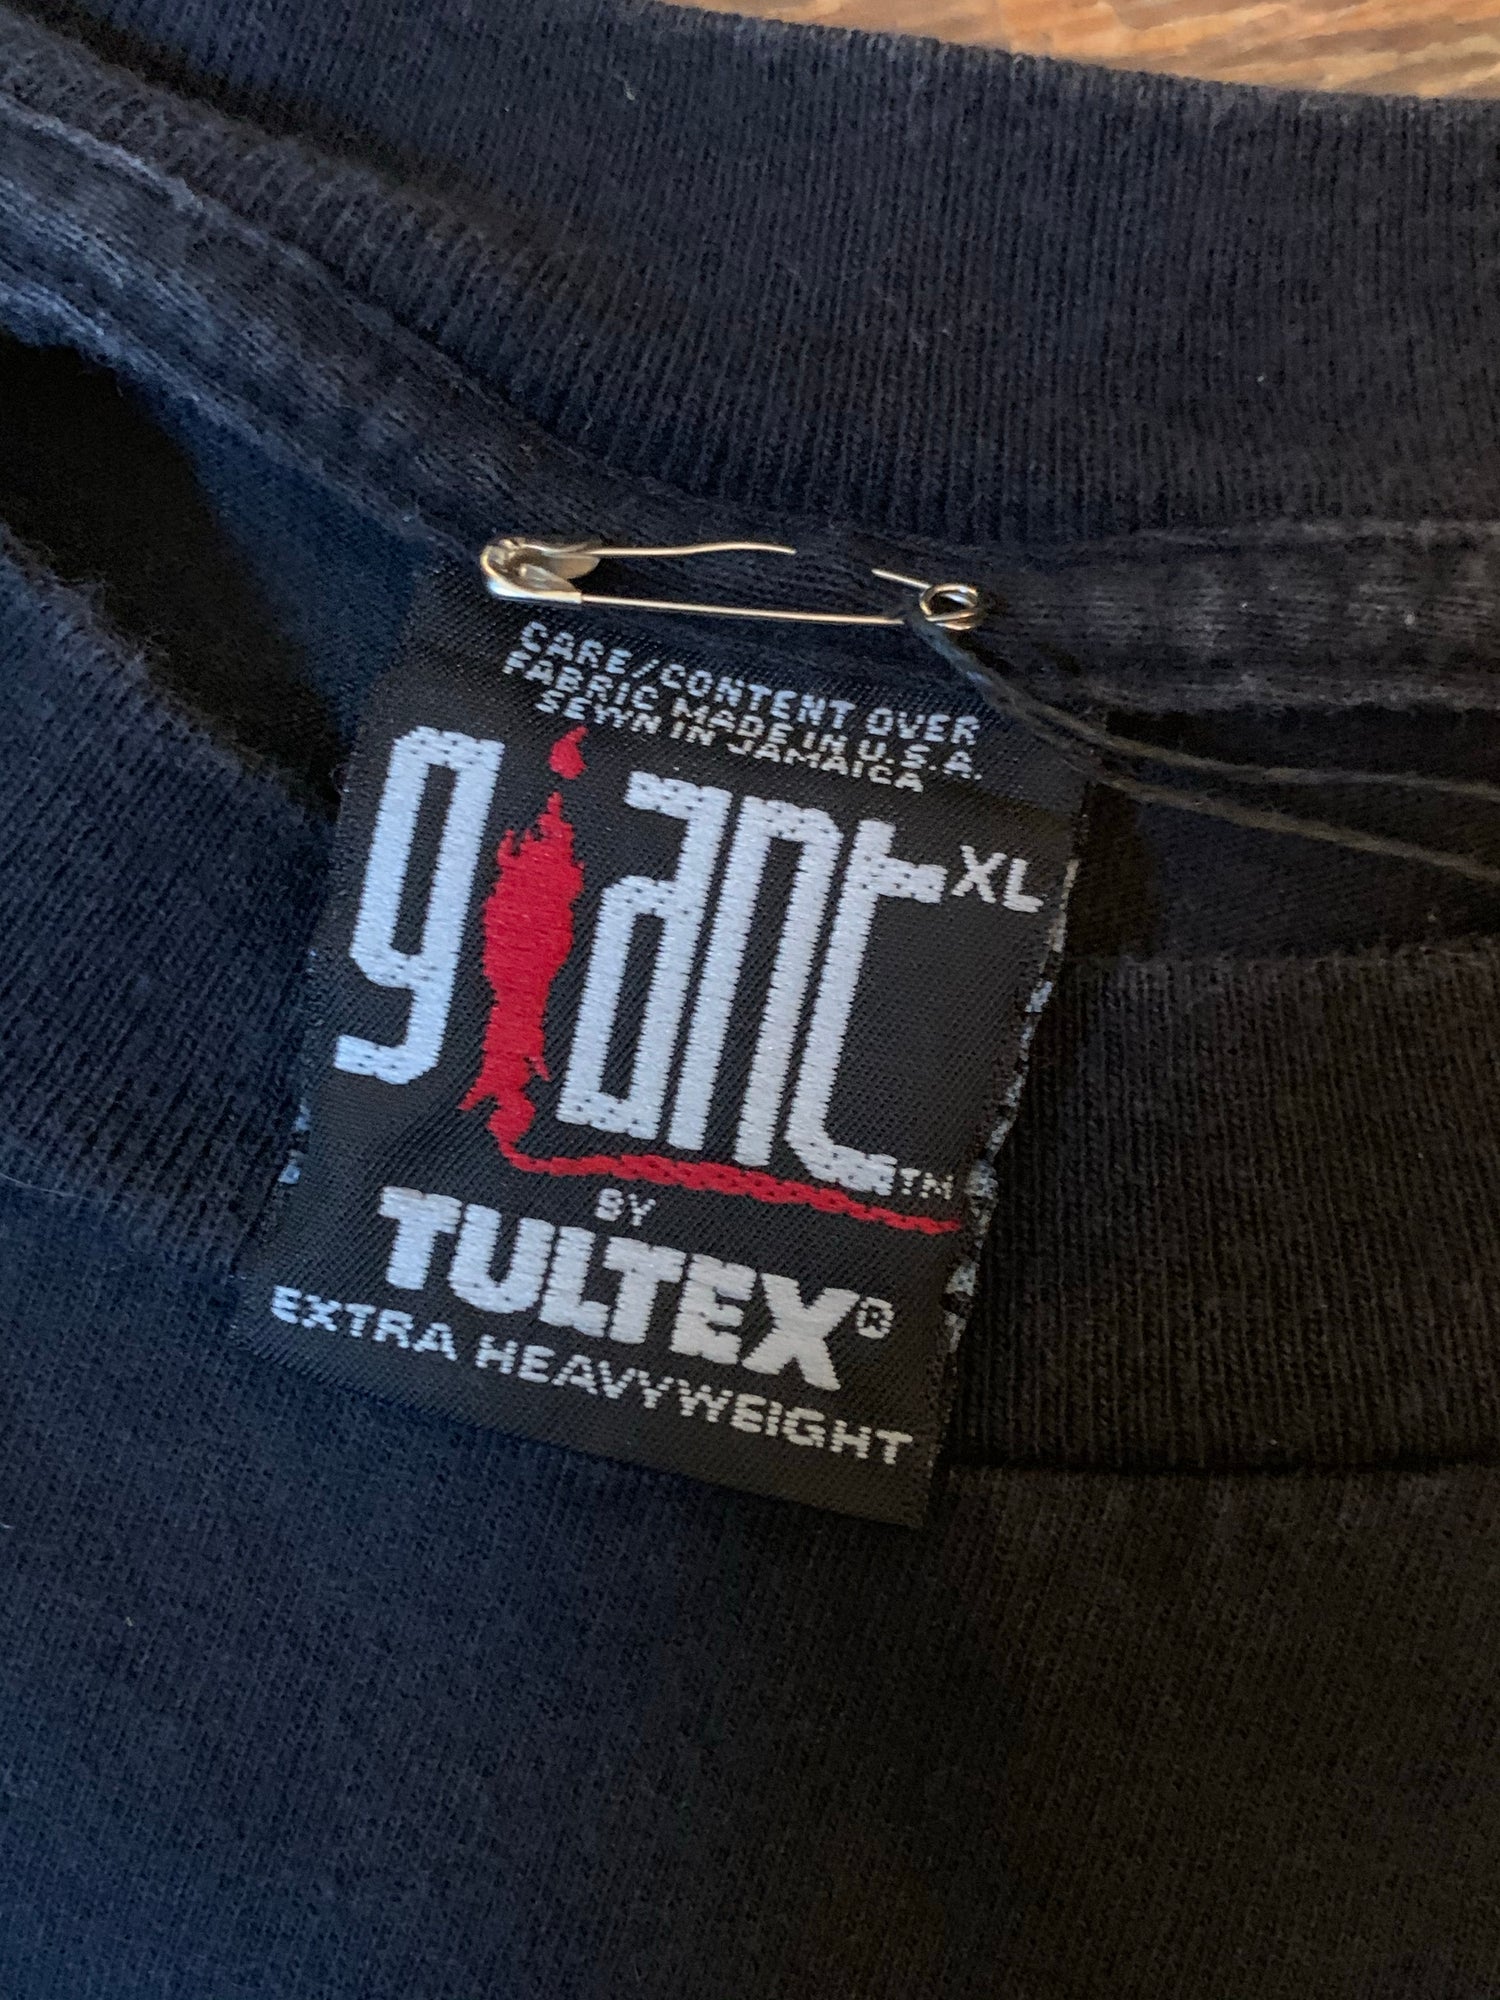 CARE/CONTENT OVER
FABRIC MADE IN U.S.A.
SEWN IN JAMAICA
giant XL
TM
BY
TULTEX®
EXTRA HEAVYWEIGHT